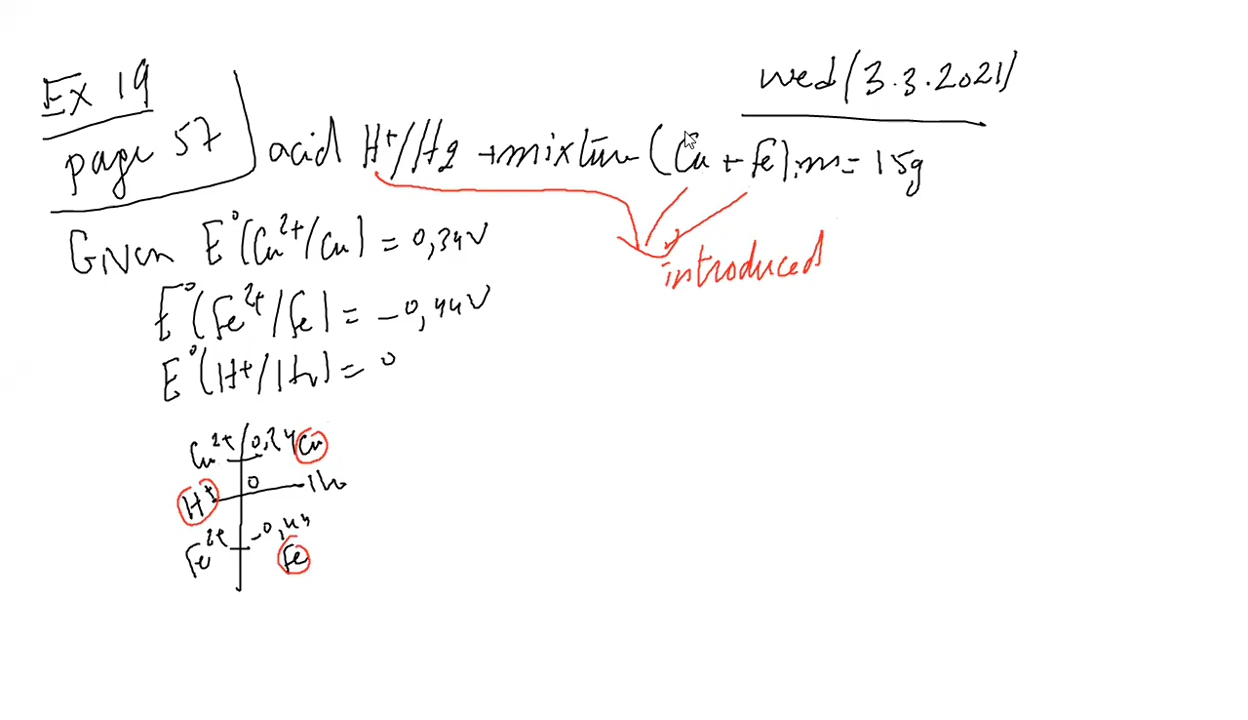 wed (3.3.2021)
Ex 19
page 57
acid H⁺/H2 + mixture (Cu + Fe). m = 15g
introduced
Given E°(Cu²⁺/Cu) = 0,34V
E°(Fe²⁺/Fe) = -0,44V
E°(H⁺/H₂) = 0
Cu²⁺ 0,34 Cu
H⁺ 0 H₂
Fe²⁺ -0,44 Fe